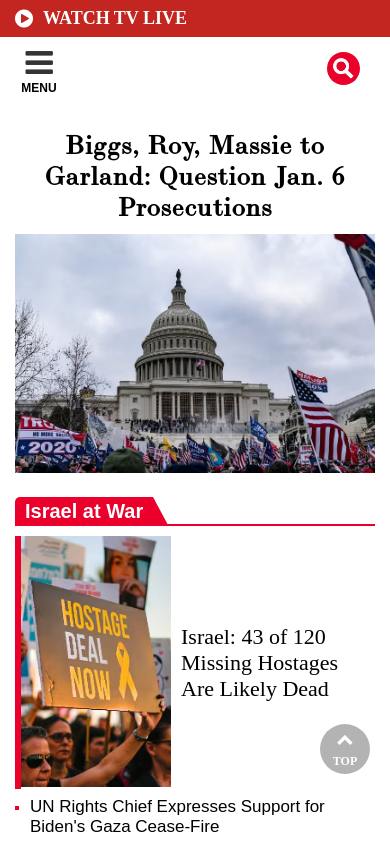 WATCH TV LIVE
MENU
Biggs, Roy, Massie to
Garland: Question Jan. 6
Prosecutions
TRUMP
2020
Israel at War
HOSTAGE
DEAL
NOW
Israel: 43 of 120
Missing Hostages
Are Likely Dead
TOP
UN Rights Chief Expresses Support for
Biden's Gaza Cease-Fire